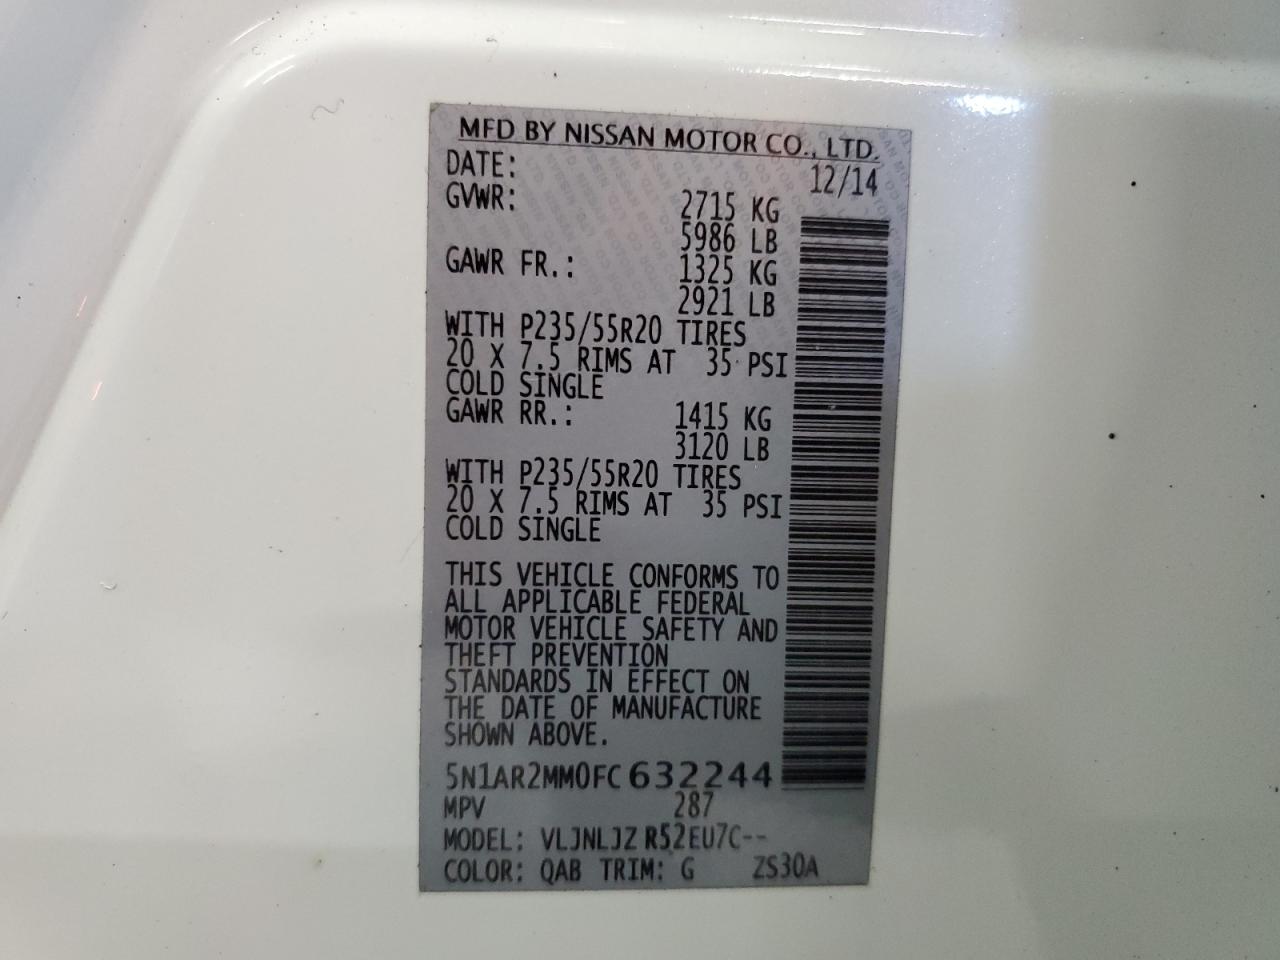 MFD BY NISSAN MOTOR CO., LTD.
DATE: 12/14
GVWR: 2715 KG
5986 LB
GAWR FR.: 1325 KG
2921 LB
WITH P235/55R20 TIRES
20 X 7.5 RIMS AT 35 PSI
COLD SINGLE
GAWR RR.: 1415 KG
3120 LB
WITH P235/55R20 TIRES
20 X 7.5 RIMS AT 35 PSI
COLD SINGLE
THIS VEHICLE CONFORMS TO
ALL APPLICABLE FEDERAL
MOTOR VEHICLE SAFETY AND
THEFT PREVENTION
STANDARDS IN EFFECT ON
THE DATE OF MANUFACTURE
SHOWN ABOVE.
5N1AR2MM0FC632244
MPV 287
MODEL: VLJNLJZ R52EU7C--
COLOR: QAB TRIM: G ZS30A